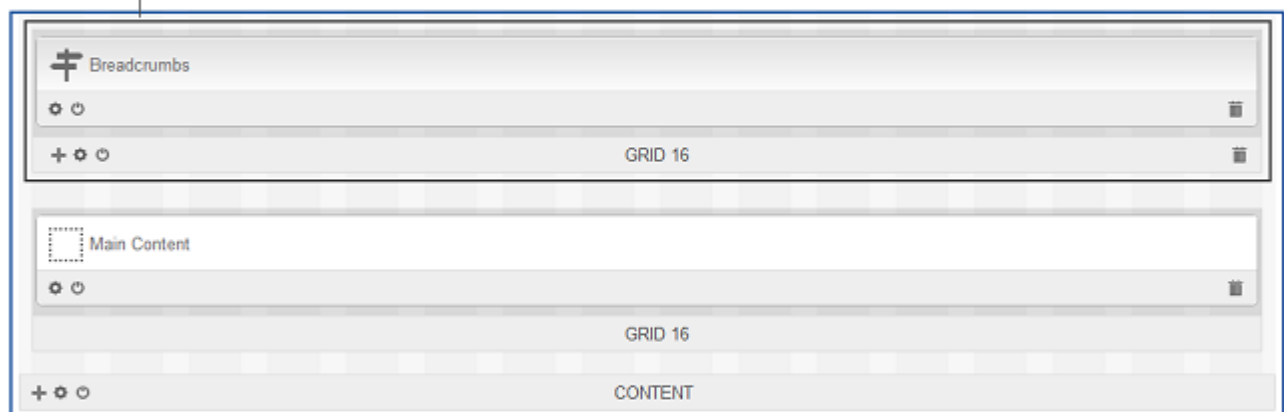 Breadcrumbs
GRID 16
Main Content
GRID 16
CONTENT